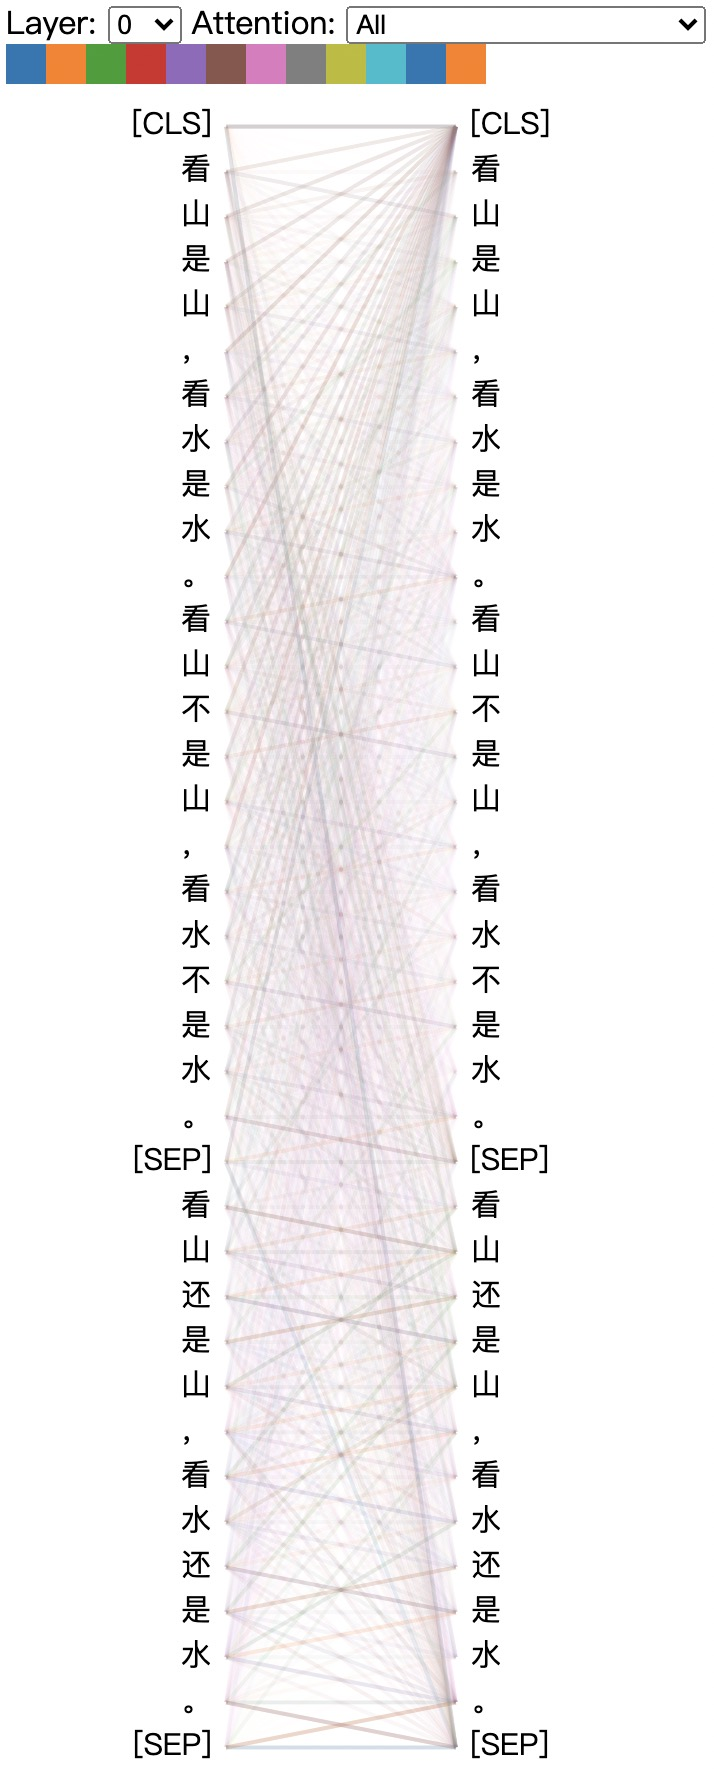 Layer: 0 Attention: All
[CLS] [CLS]
看 看
山 山
是 是
山 山
, ,
看 看
水 水
是 是
水 水
。 。
看 看
山 山
不 不
是 是
山 山
, ,
看 看
水 水
不 不
是 是
水 水
。 。
[SEP] [SEP]
看 看
山 山
还 还
是 是
山 山
, ,
看 看
水 水
还 还
是 是
水 水
。 。
[SEP] [SEP]